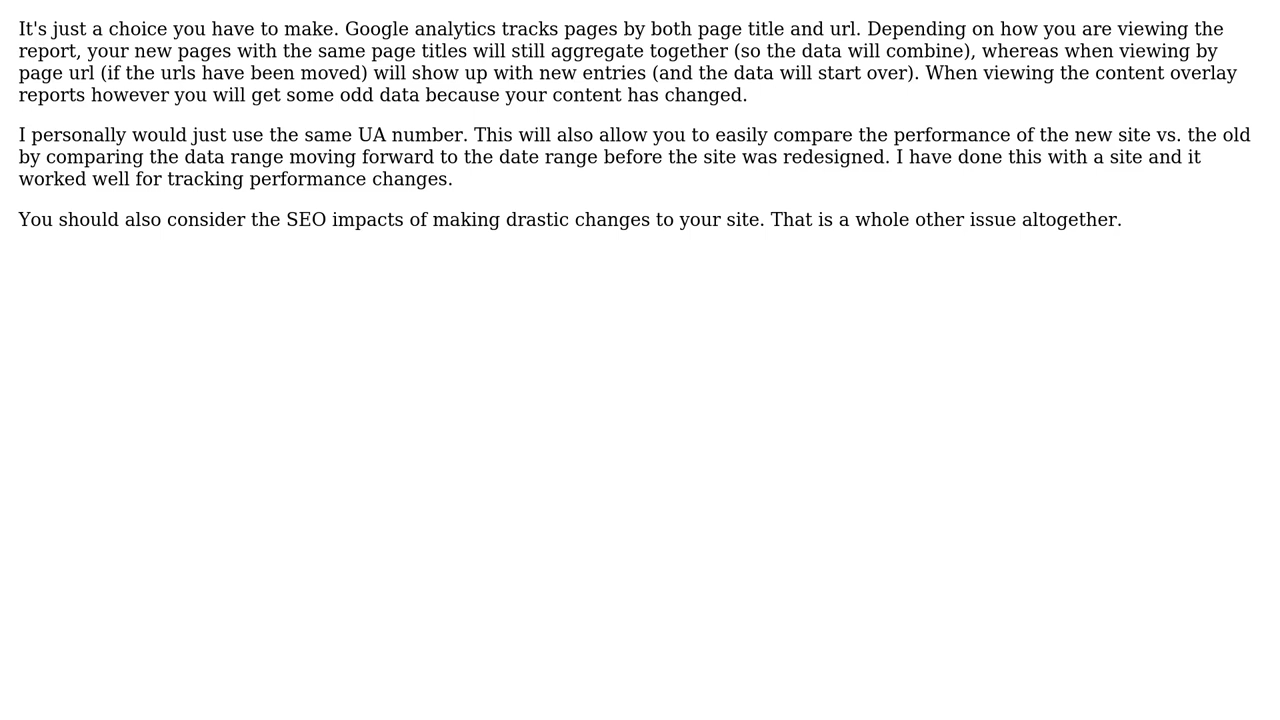 It's just a choice you have to make. Google analytics tracks pages by both page title and url. Depending on how you are viewing the
report, your new pages with the same page titles will still aggregate together (so the data will combine), whereas when viewing by
page url (if the urls have been moved) will show up with new entries (and the data will start over). When viewing the content overlay
reports however you will get some odd data because your content has changed.
I personally would just use the same UA number. This will also allow you to easily compare the performance of the new site vs. the old
by comparing the data range moving forward to the date range before the site was redesigned. I have done this with a site and it
worked well for tracking performance changes.
You should also consider the SEO impacts of making drastic changes to your site. That is a whole other issue altogether.